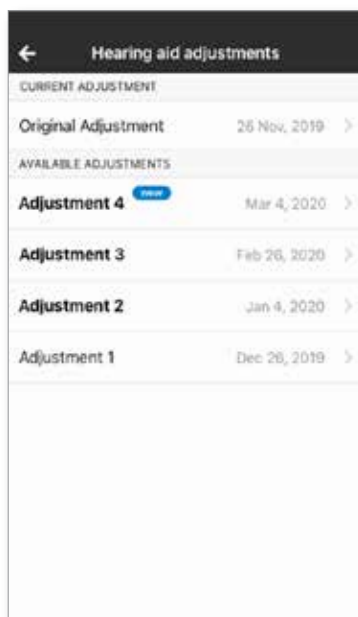 Hearing aid adjustments
CURRENT ADJUSTMENT
Original Adjustment 26 Nov, 2019
AVAILABLE ADJUSTMENTS
Adjustment 4 new Mar 4, 2020
Adjustment 3 Feb 26, 2020
Adjustment 2 Jan 4, 2020
Adjustment 1 Dec 26, 2019